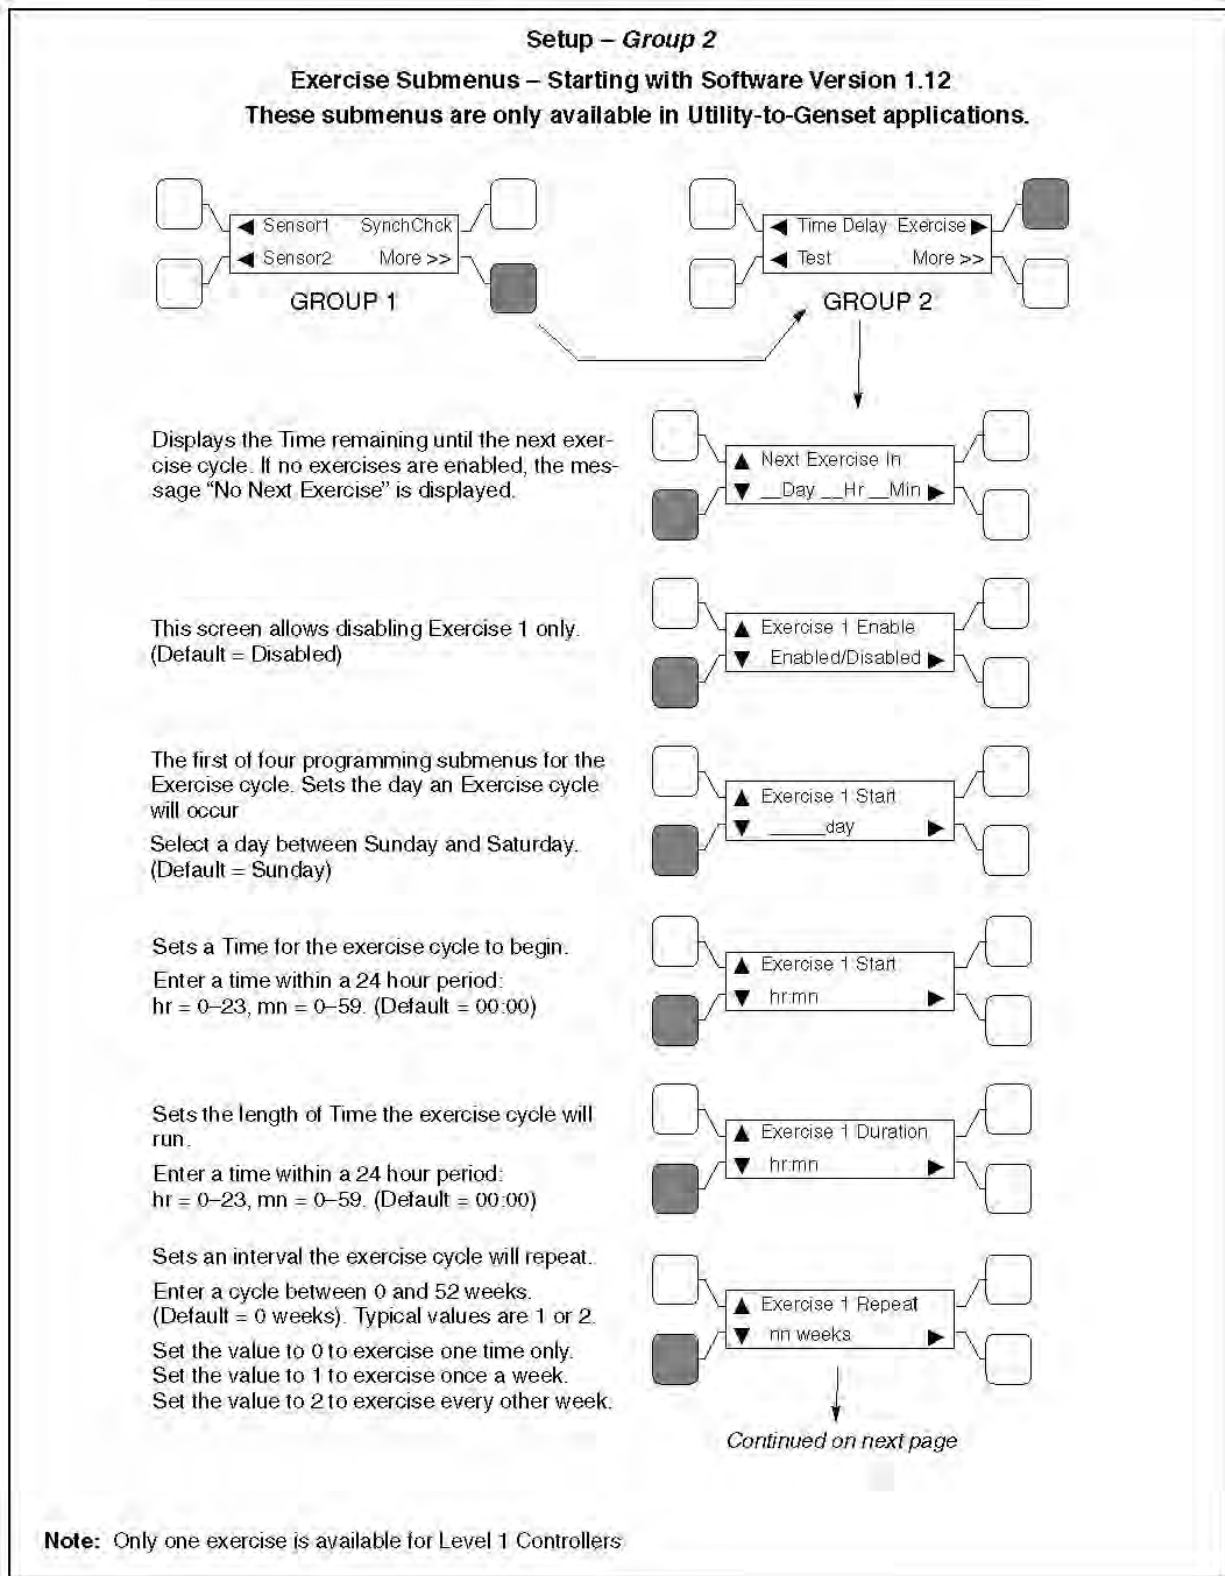 Setup – Group 2
Exercise Submenus – Starting with Software Version 1.12
These submenus are only available in Utility-to-Genset applications.
◀ Sensor1 SynchChck
◀ Sensor2 More >>
GROUP 1
◀ Time Delay Exercise ▶
◀ Test More >>
GROUP 2
Displays the Time remaining until the next exer-
cise cycle. If no exercises are enabled, the mes-
sage “No Next Exercise” is displayed.
▲ Next Exercise In
▼ __Day __Hr __Min ▶
This screen allows disabling Exercise 1 only.
(Default = Disabled)
▲ Exercise 1 Enable
▼ Enabled/Disabled ▶
The first of four programming submenus for the
Exercise cycle. Sets the day an Exercise cycle
will occur
Select a day between Sunday and Saturday.
(Default = Sunday)
▲ Exercise 1 Start
▼ _____day ▶
Sets a Time for the exercise cycle to begin.
Enter a time within a 24 hour period:
hr = 0–23, mn = 0–59. (Default = 00:00)
▲ Exercise 1 Start
▼ hr:mn ▶
Sets the length of Time the exercise cycle will
run.
Enter a time within a 24 hour period:
hr = 0–23, mn = 0–59. (Default = 00:00)
▲ Exercise 1 Duration
▼ hr:mn ▶
Sets an interval the exercise cycle will repeat.
Enter a cycle between 0 and 52 weeks.
(Default = 0 weeks). Typical values are 1 or 2.
Set the value to 0 to exercise one time only.
Set the value to 1 to exercise once a week.
Set the value to 2 to exercise every other week.
▲ Exercise 1 Repeat
▼ nn weeks ▶
Continued on next page
Note: Only one exercise is available for Level 1 Controllers